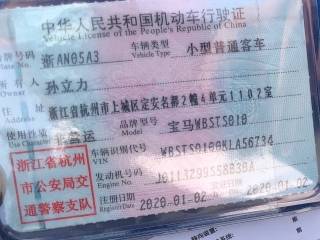 中华人民共和国机动车行驶证
Vehicle License of the People's Republic of China
号牌号码 浙AN05A3 车辆类型 小型普通客车
Plate No. Vehicle Type
所有人 孙立力
Owner
住址 浙江省杭州市上城区定安名都2幢4单元1102室
使用性质 非营运 品牌型号 宝马WBSTS010
浙江省杭州市公安局交通警察支队
车辆识别代号
VIN
发动机号码
Engine No.
注册日期 2020-01-02 发证日期 2020-01-02
Register Date